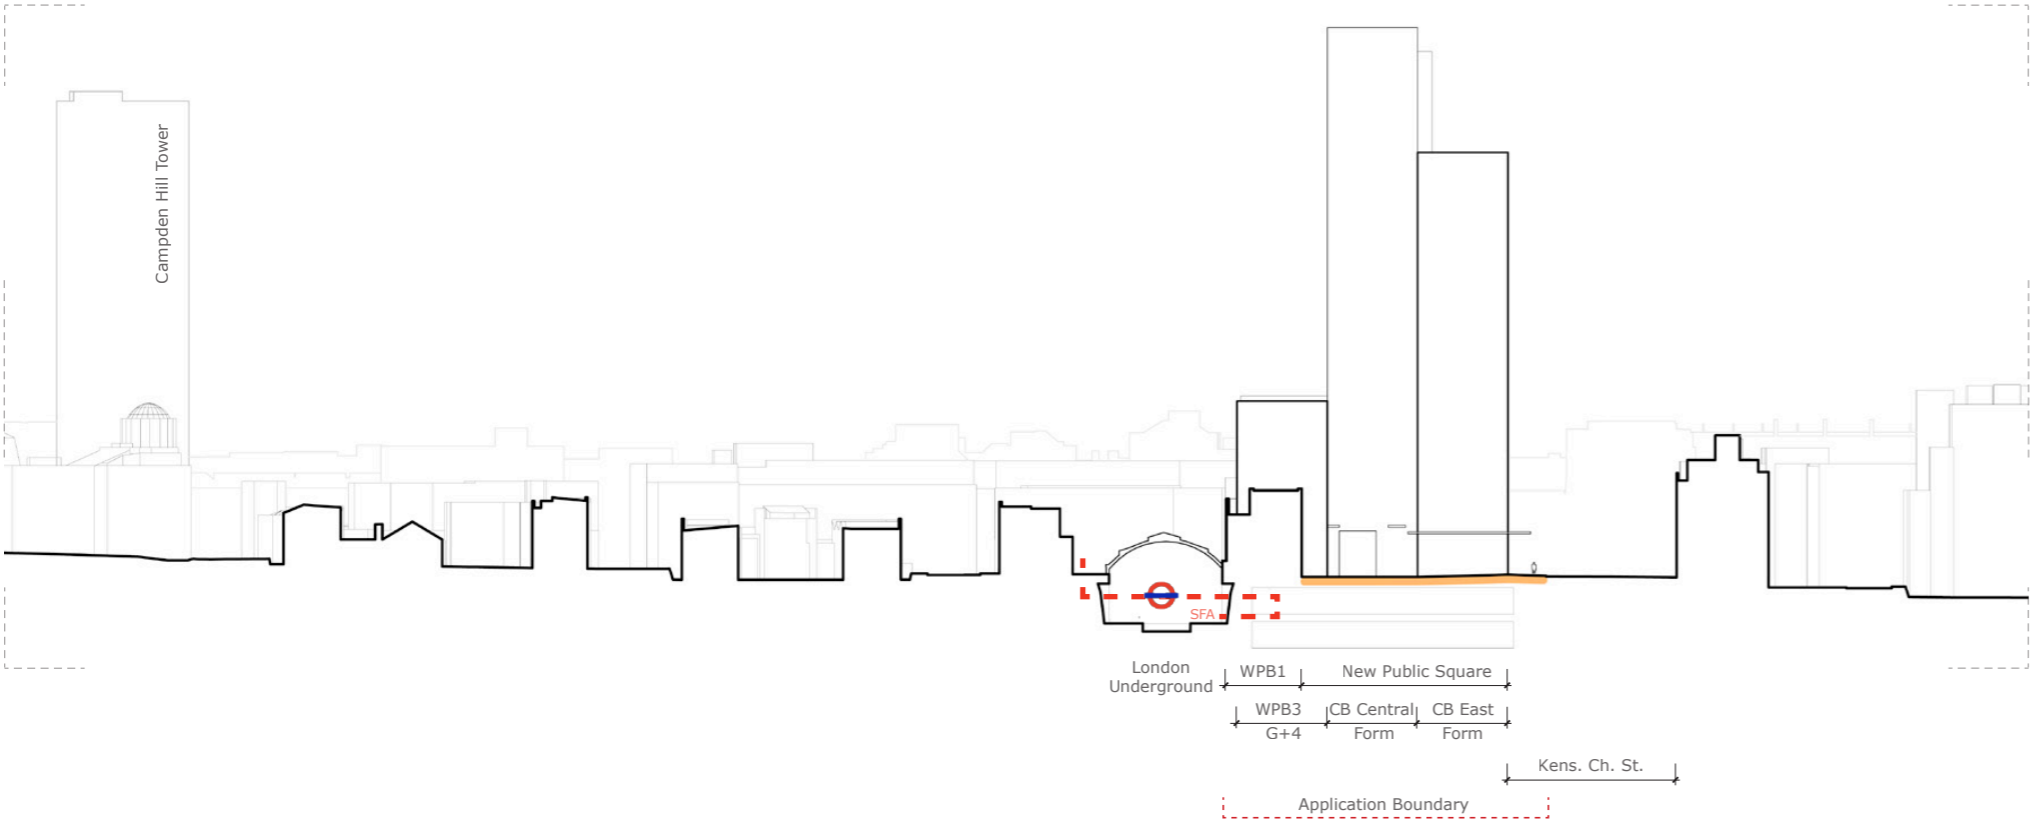 Campden Hill Tower
SFA
London
Underground
WPB1
New Public Square
WPB3
G+4
CB Central
Form
CB East
Form
Kens. Ch. St.
Application Boundary